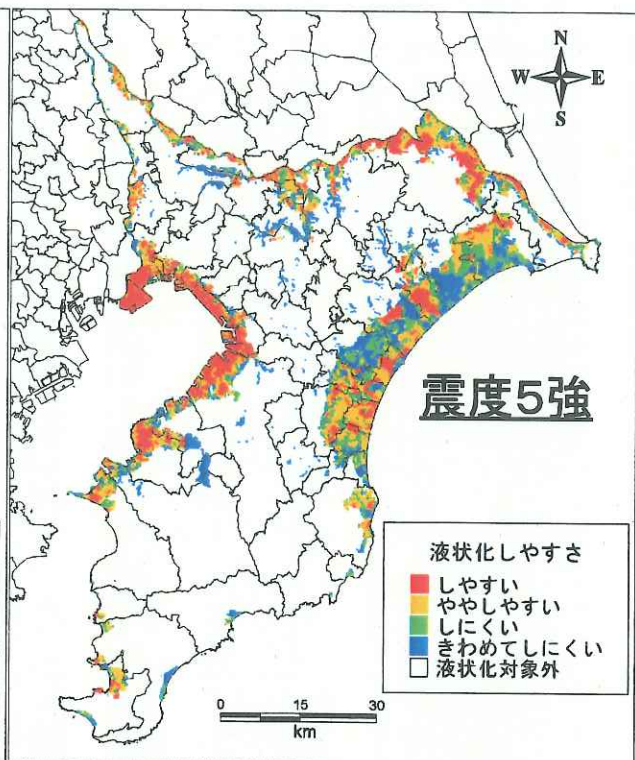 N
W E
S
震度5強
液状化しやすさ
しやすい
ややしやすい
しにくい
きわめてしにくい
液状化対象外
0 15 30
km